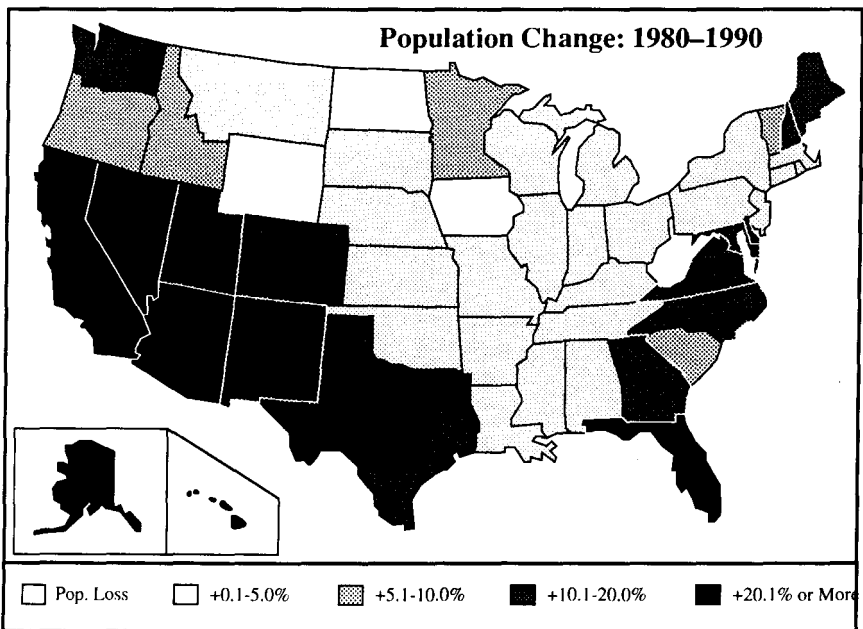 Population Change: 1980–1990
Pop. Loss +0.1-5.0% +5.1-10.0% +10.1-20.0% +20.1% or More